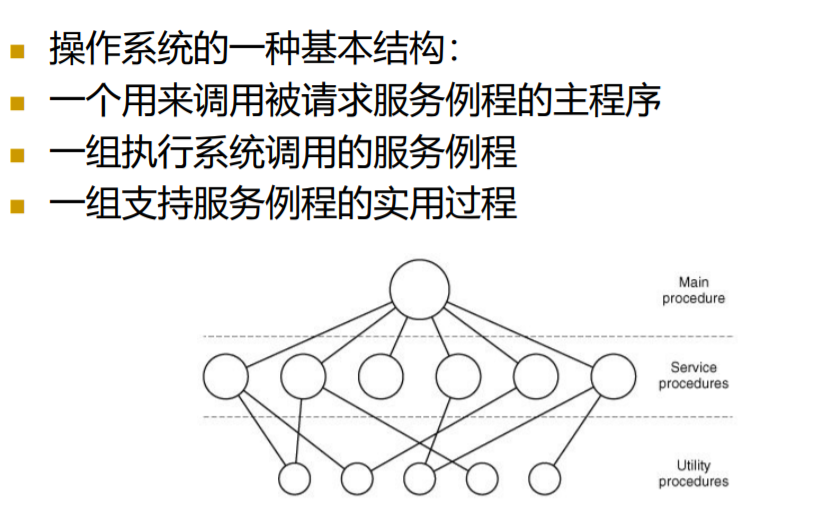 操作系统的一种基本结构：
一个用来调用被请求服务例程的主程序
一组执行系统调用的服务例程
一组支持服务例程的实用过程
Main
procedure
Service
procedures
Utility
procedures